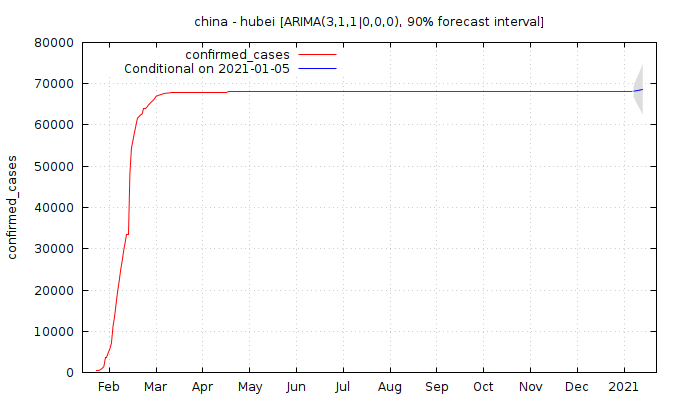 china - hubei [ARIMA(3,1,1|0,0,0), 90% forecast interval]
confirmed_cases
Conditional on 2021-01-05
80000
70000
60000
50000
40000
30000
20000
10000
0
confirmed_cases
Feb Mar Apr May Jun Jul Aug Sep Oct Nov Dec 2021